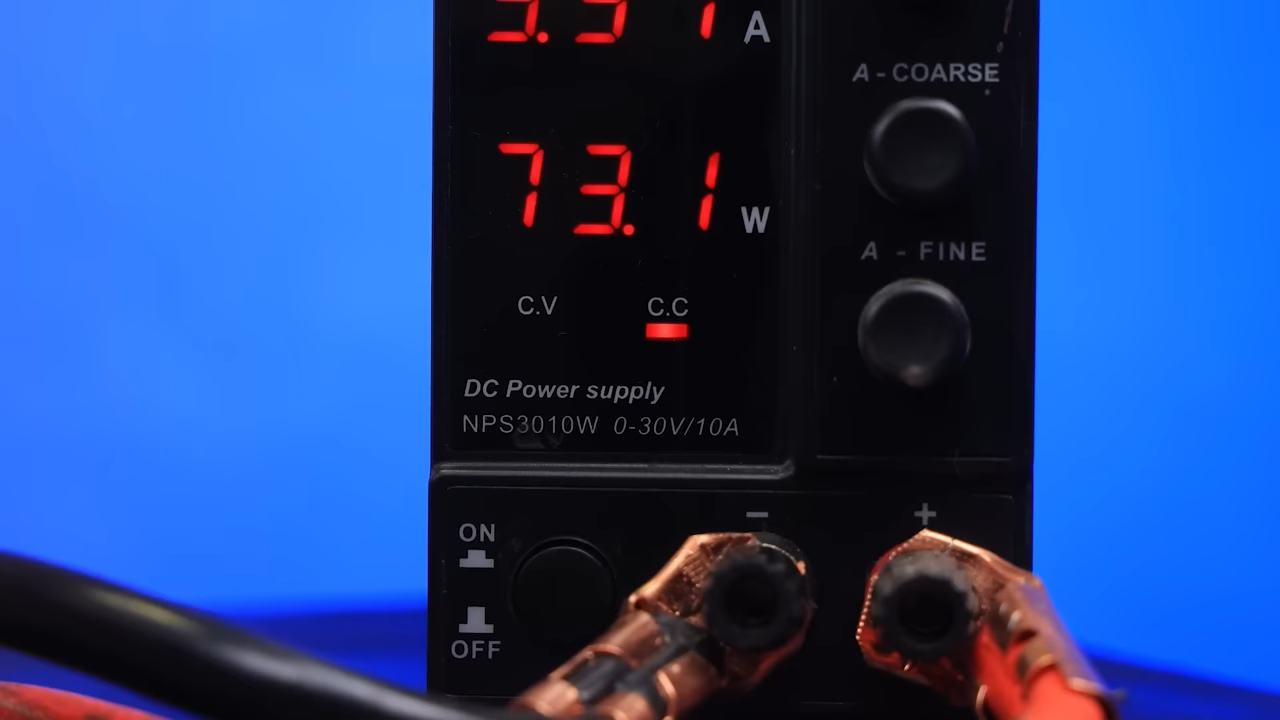 A
A - COARSE
73.1 W
A - FINE
C.V C.C
DC Power supply
NPS3010W 0-30V/10A
− +
ON
OFF